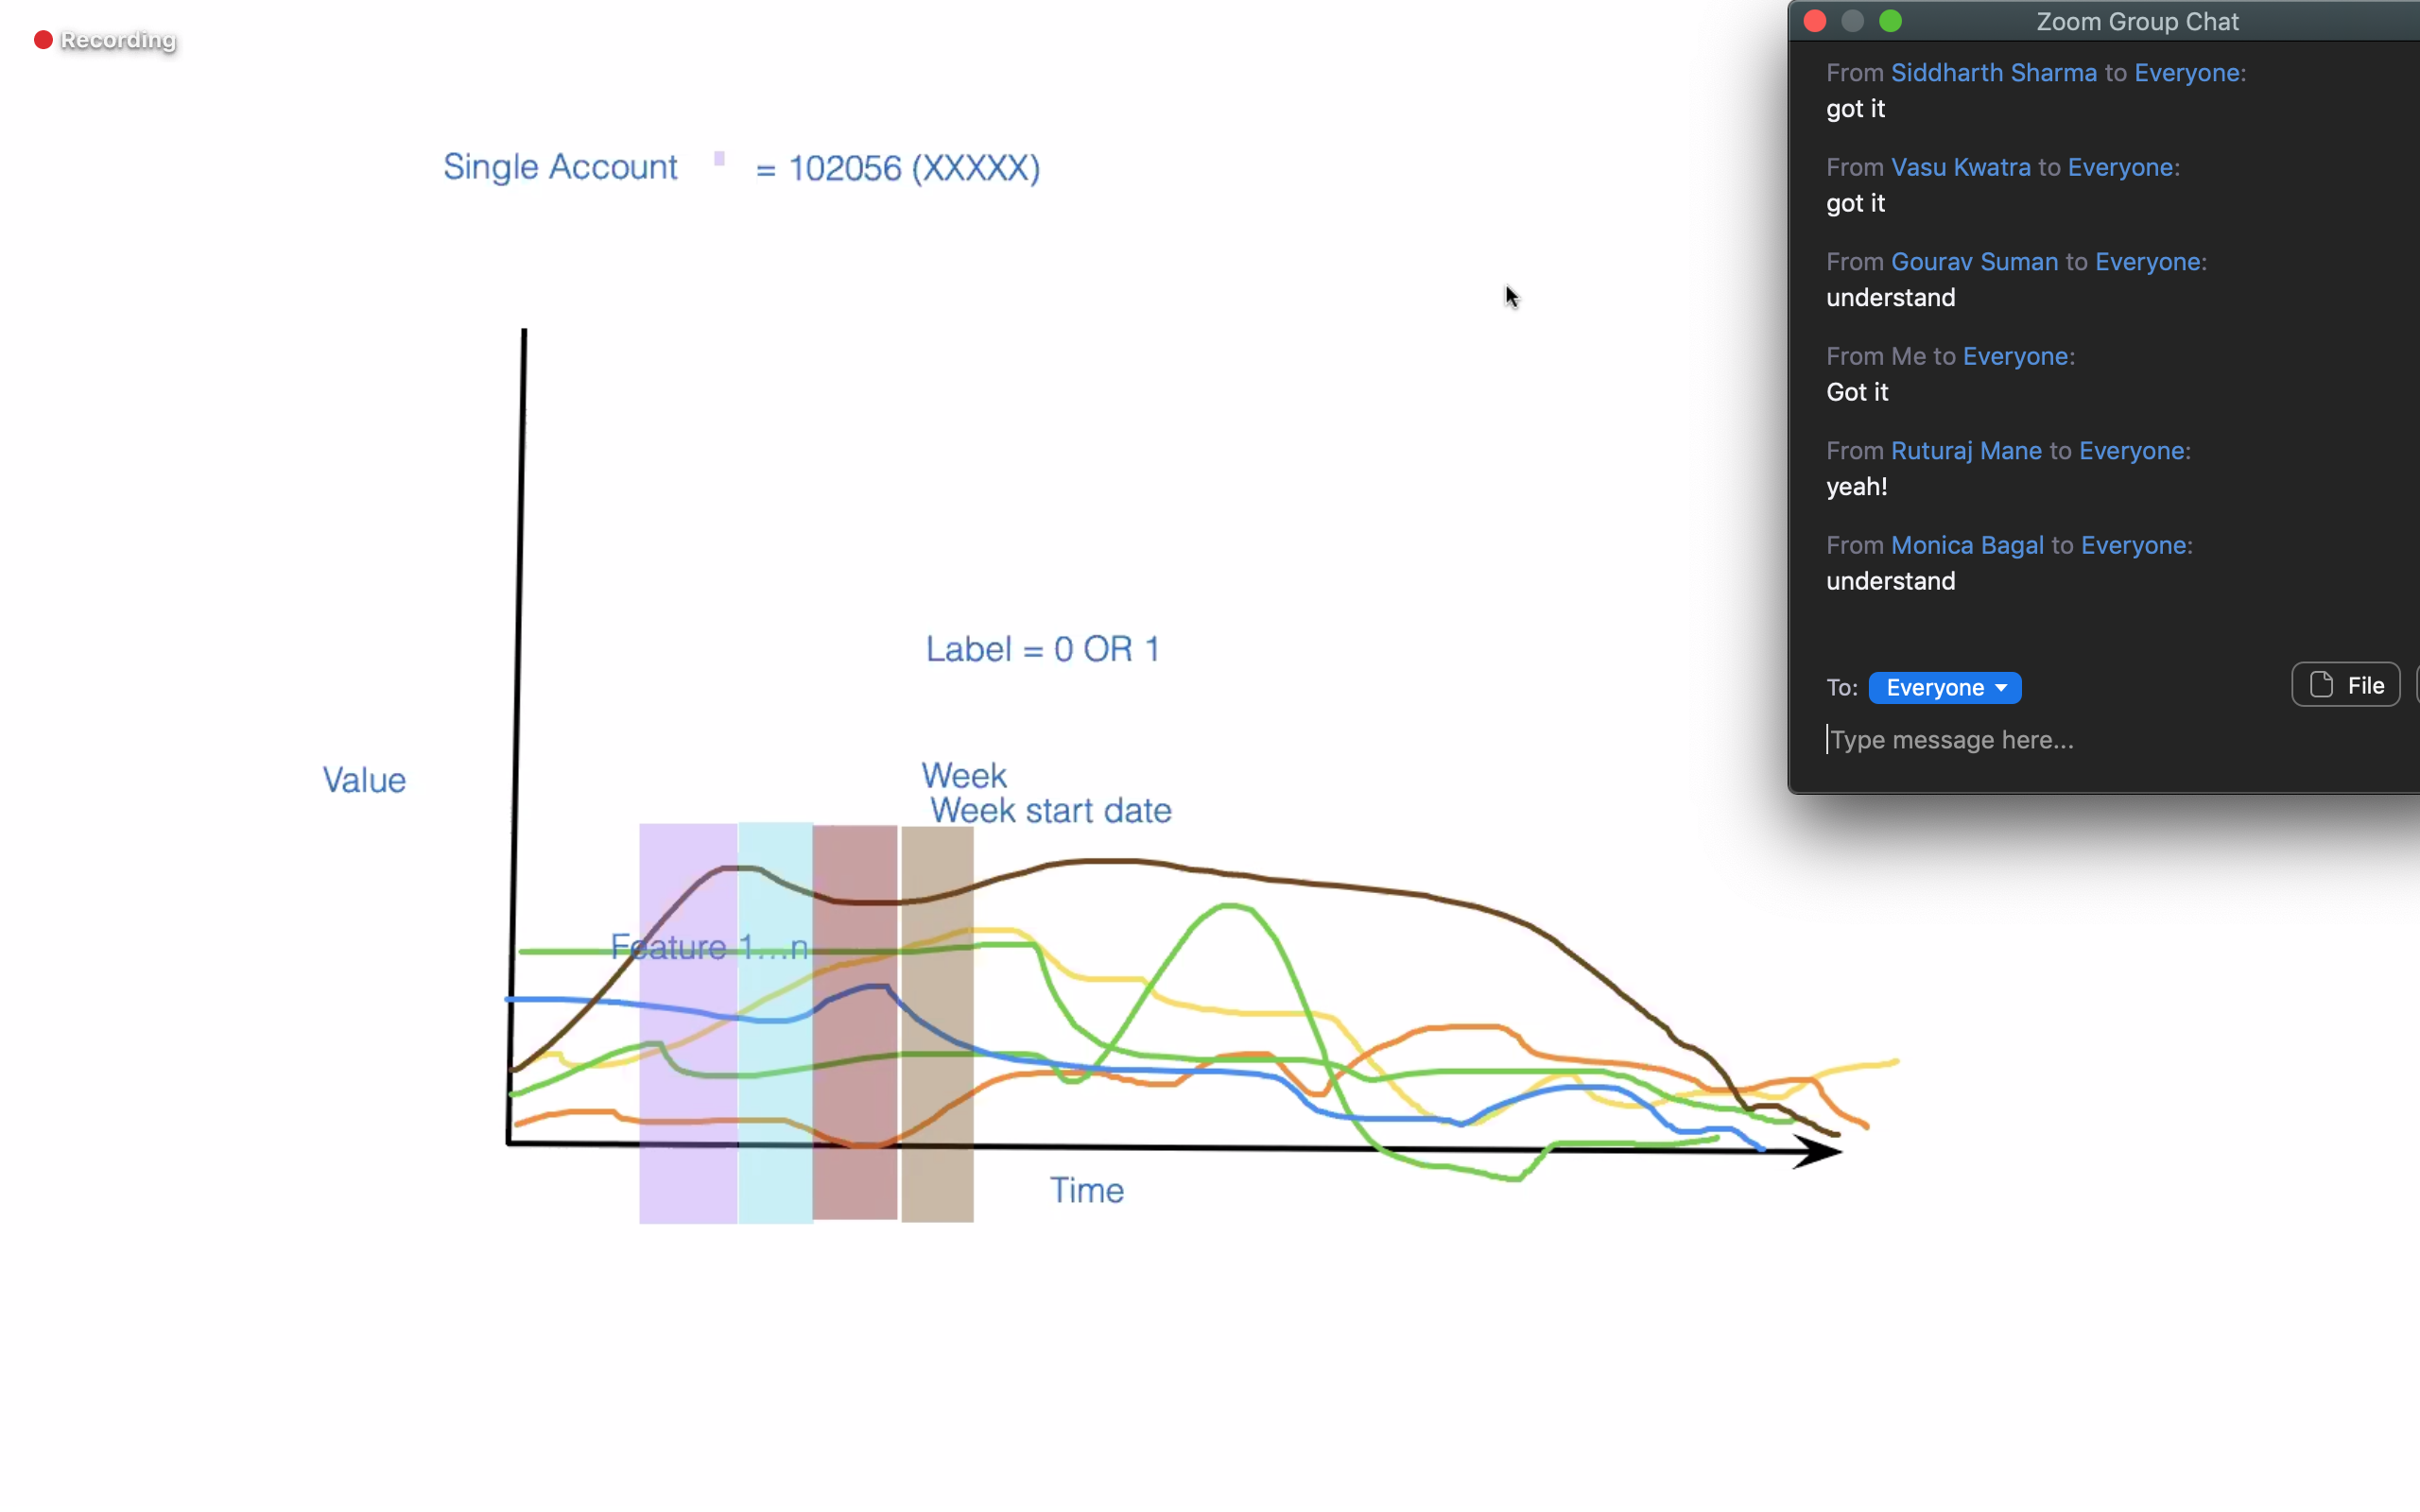 Recording
Single Account = 102056 (XXXXX)
Label = 0 OR 1
Value
Week
Week start date
Feature 1...n
Time
Zoom Group Chat
From Siddharth Sharma to Everyone:
got it
From Vasu Kwatra to Everyone:
got it
From Gourav Suman to Everyone:
understand
From Me to Everyone:
Got it
From Ruturaj Mane to Everyone:
yeah!
From Monica Bagal to Everyone:
understand
To: Everyone File
Type message here...